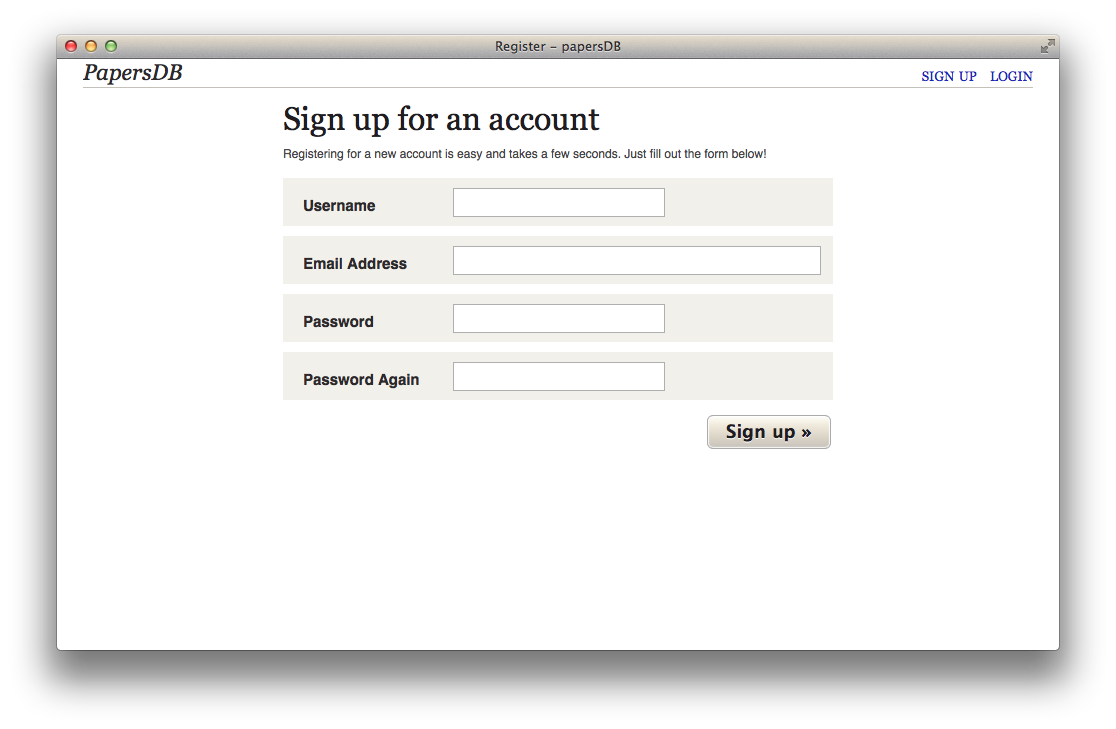 Register – papersDB
PapersDB
SIGN UP LOGIN
Sign up for an account
Registering for a new account is easy and takes a few seconds. Just fill out the form below!
Username
Email Address
Password
Password Again
Sign up »